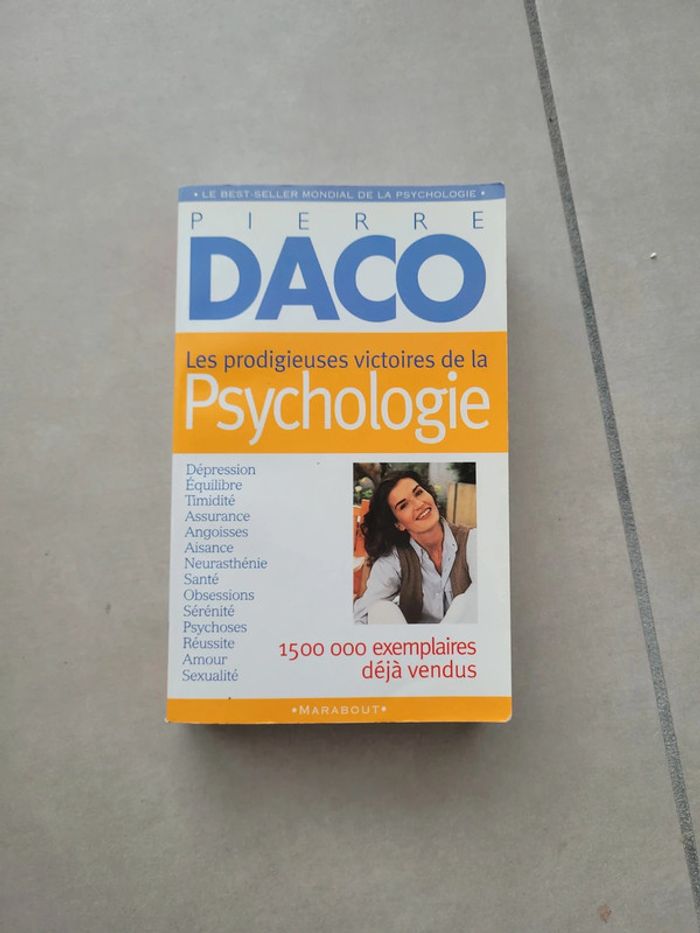 • LE BEST-SELLER MONDIAL DE LA PSYCHOLOGIE •
PIERRE
DACO
Les prodigieuses victoires de la
Psychologie
Dépression
Équilibre
Timidité
Assurance
Angoisses
Aisance
Neurasthénie
Santé
Obsessions
Sérénité
Psychoses
Réussite
Amour
Sexualité
1500 000 exemplaires
déjà vendus
•MARABOUT•